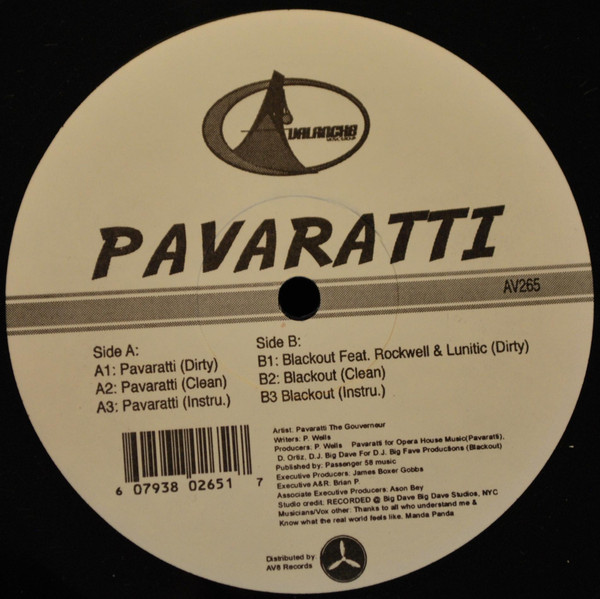 AVALANCHE
PAVARATTI
AV265
Side A:
A1: Pavaratti (Dirty)
A2: Pavaratti (Clean)
A3: Pavaratti (Instru.)
Side B:
B1: Blackout Feat. Rockwell & Lunitic (Dirty)
B2: Blackout (Clean)
B3 Blackout (Instru.)
6 07938 02651 7
Artist: Pavaratti The Gouverneur
Writers: P. Wells
Producers: P. Wells Pavaratti for Opera House Music(Pavaratti),
D. Ortiz, D.J. Big Dave For D.J. Big Fave Productions (Blackout)
Published by: Passenger 58 music
Executive Producers: James Boxer Gobbs
Executive A&R: Brian P
Associate Executive Producers: Ason Bey
Studio credit: RECORDED @ Big Dave Big Dave Studios, NYC
Musicians/Vox other: Thanks to all who understand me &
Know what the real world feels like. Manda Panda
Distributed by:
AV8 Records